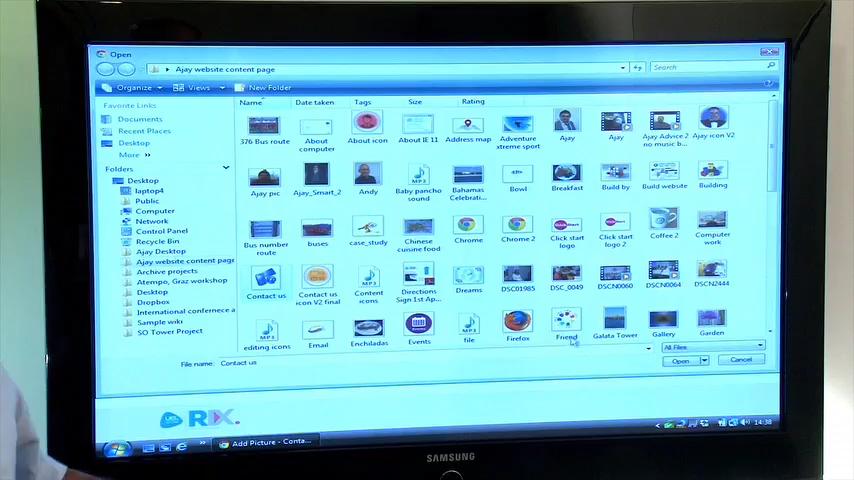 Open
Ajay website content page
Search
Organize
Views
New Folder
Favorite Links
Documents
Recent Places
Desktop
More
Folders
Desktop
laptop4
Public
Computer
Network
Control Panel
Recycle Bin
Ajay Desktop
Ajay website content page
Archive projects
Atempo, Graz workshop
Desktop
Dropbox
International conferenece a
Sample wiki
SO Tower Project
Name
Date taken
Tags
Size
Rating
376 Bus route
About computer
About icon
About IE 11
Address map
Adventure xtreme sport
Ajay
Ajay
Ajay Advice 2 no music b...
Ajay icon V2
Ajay pic
Ajay_Smart_2
Andy
MP3
Baby pancho sound
Bahamas Celebrati...
Bowl
Breakfast
Build by
Build website
Building
Bus number route
buses
case_study
Chinese cuisine food
Chrome
Chrome 2
Click start logo
Click start logo 2
Coffee 2
Computer work
Contact us
Contact us icon V2 final
MP3
Content icons
Directions Sign 1st Ap...
Dreams
DSC01985
DSC_0049
DSCN0060
DSCN0064
DSCN2444
MP3
editing icons
Email
Enchiladas
Events
MP3
file
Firefox
Friend
Galata Tower
Gallery
Garden
File name:
Contact us
All Files
Open
Cancel
UEL
RIX.
Add Picture - Conta...
14:38
SAMSUNG